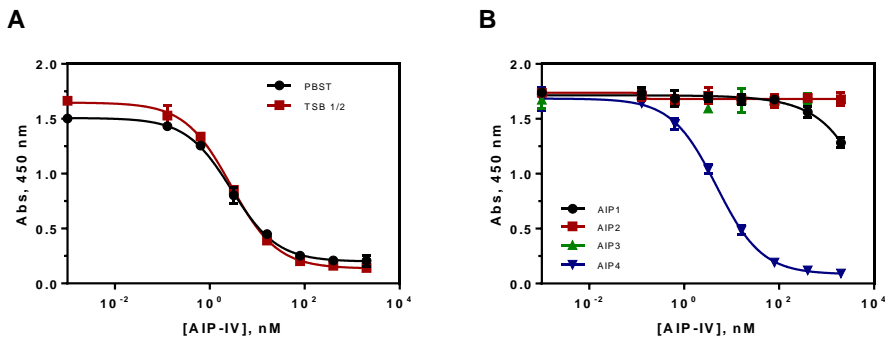 A
B
2.0
1.5
1.0
0.5
0.0
Abs, 450 nm
PBST
TSB 1/2
10-2
100
102
104
[AIP-IV], nM
2.0
1.5
1.0
0.5
0.0
Abs, 450 nm
AIP1
AIP2
AIP3
AIP4
10-2
100
102
104
[AIP-IV], nM